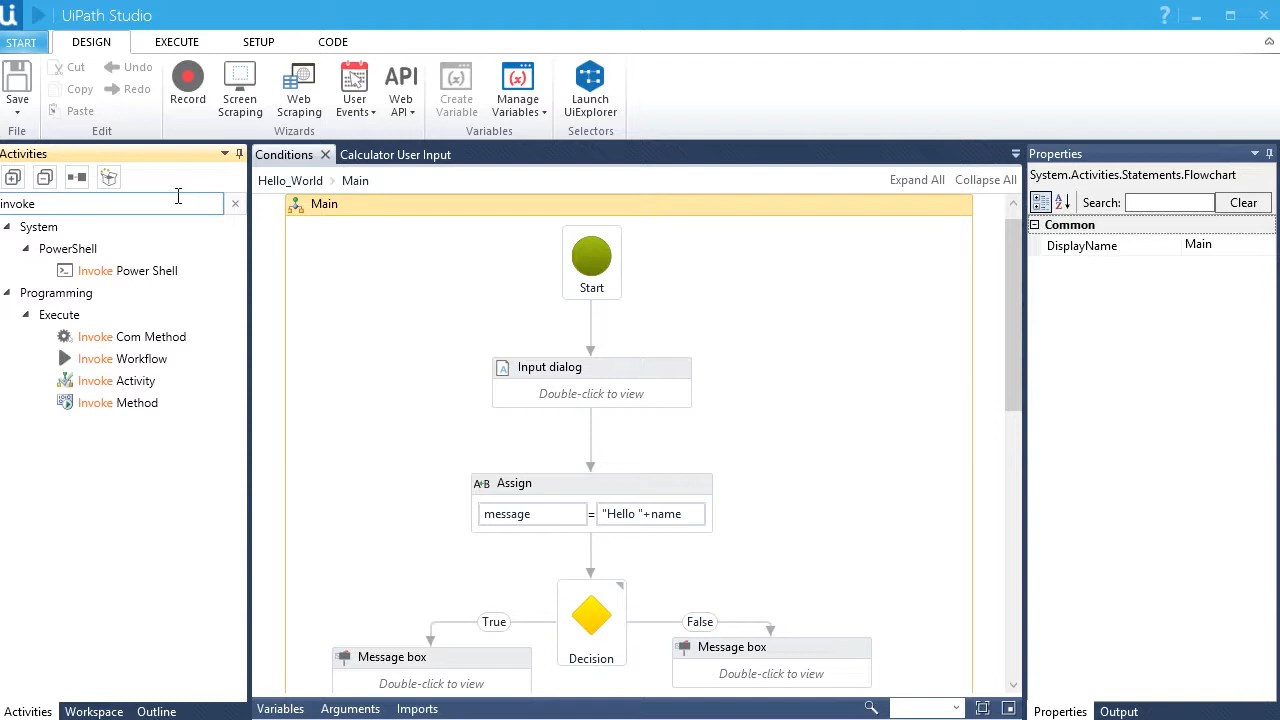 UiPath Studio
START
DESIGN
EXECUTE
SETUP
CODE
Save
Cut
Copy
Paste
Undo
Redo
Record
Screen Scraping
Web Scraping
User Events
Web API
API
Create Variable
Manage Variables
Launch UiExplorer
File
Edit
Wizards
Variables
Selectors
Activities
invoke
System
PowerShell
Invoke Power Shell
Programming
Execute
Invoke Com Method
Invoke Workflow
Invoke Activity
Invoke Method
Activities
Workspace
Outline
Conditions
Calculator User Input
Hello_World > Main
Expand All
Collapse All
Main
Start
Input dialog
Double-click to view
A+B Assign
message = "Hello "+name
True
False
Decision
Message box
Double-click to view
Message box
Double-click to view
Variables
Arguments
Imports
Properties
System.Activities.Statements.Flowchart
Search:
Clear
Common
DisplayName
Main
Properties
Output